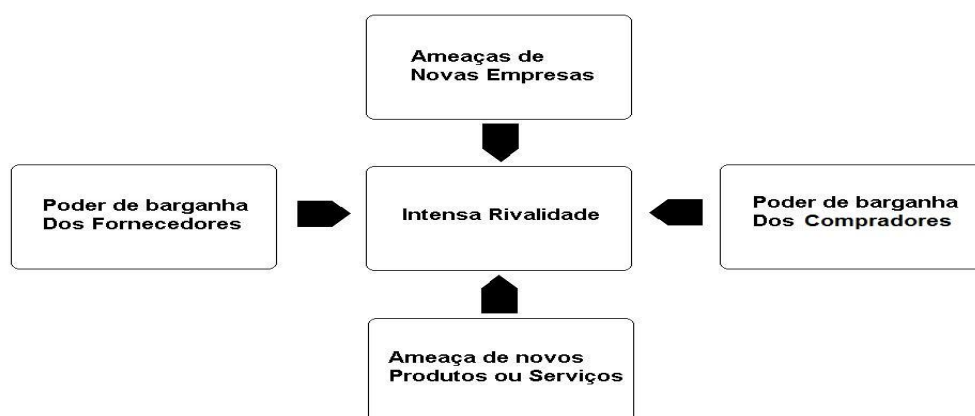 Ameaças de
Novas Empresas
Poder de barganha
Dos Fornecedores
Intensa Rivalidade
Poder de barganha
Dos Compradores
Ameaça de novos
Produtos ou Serviços